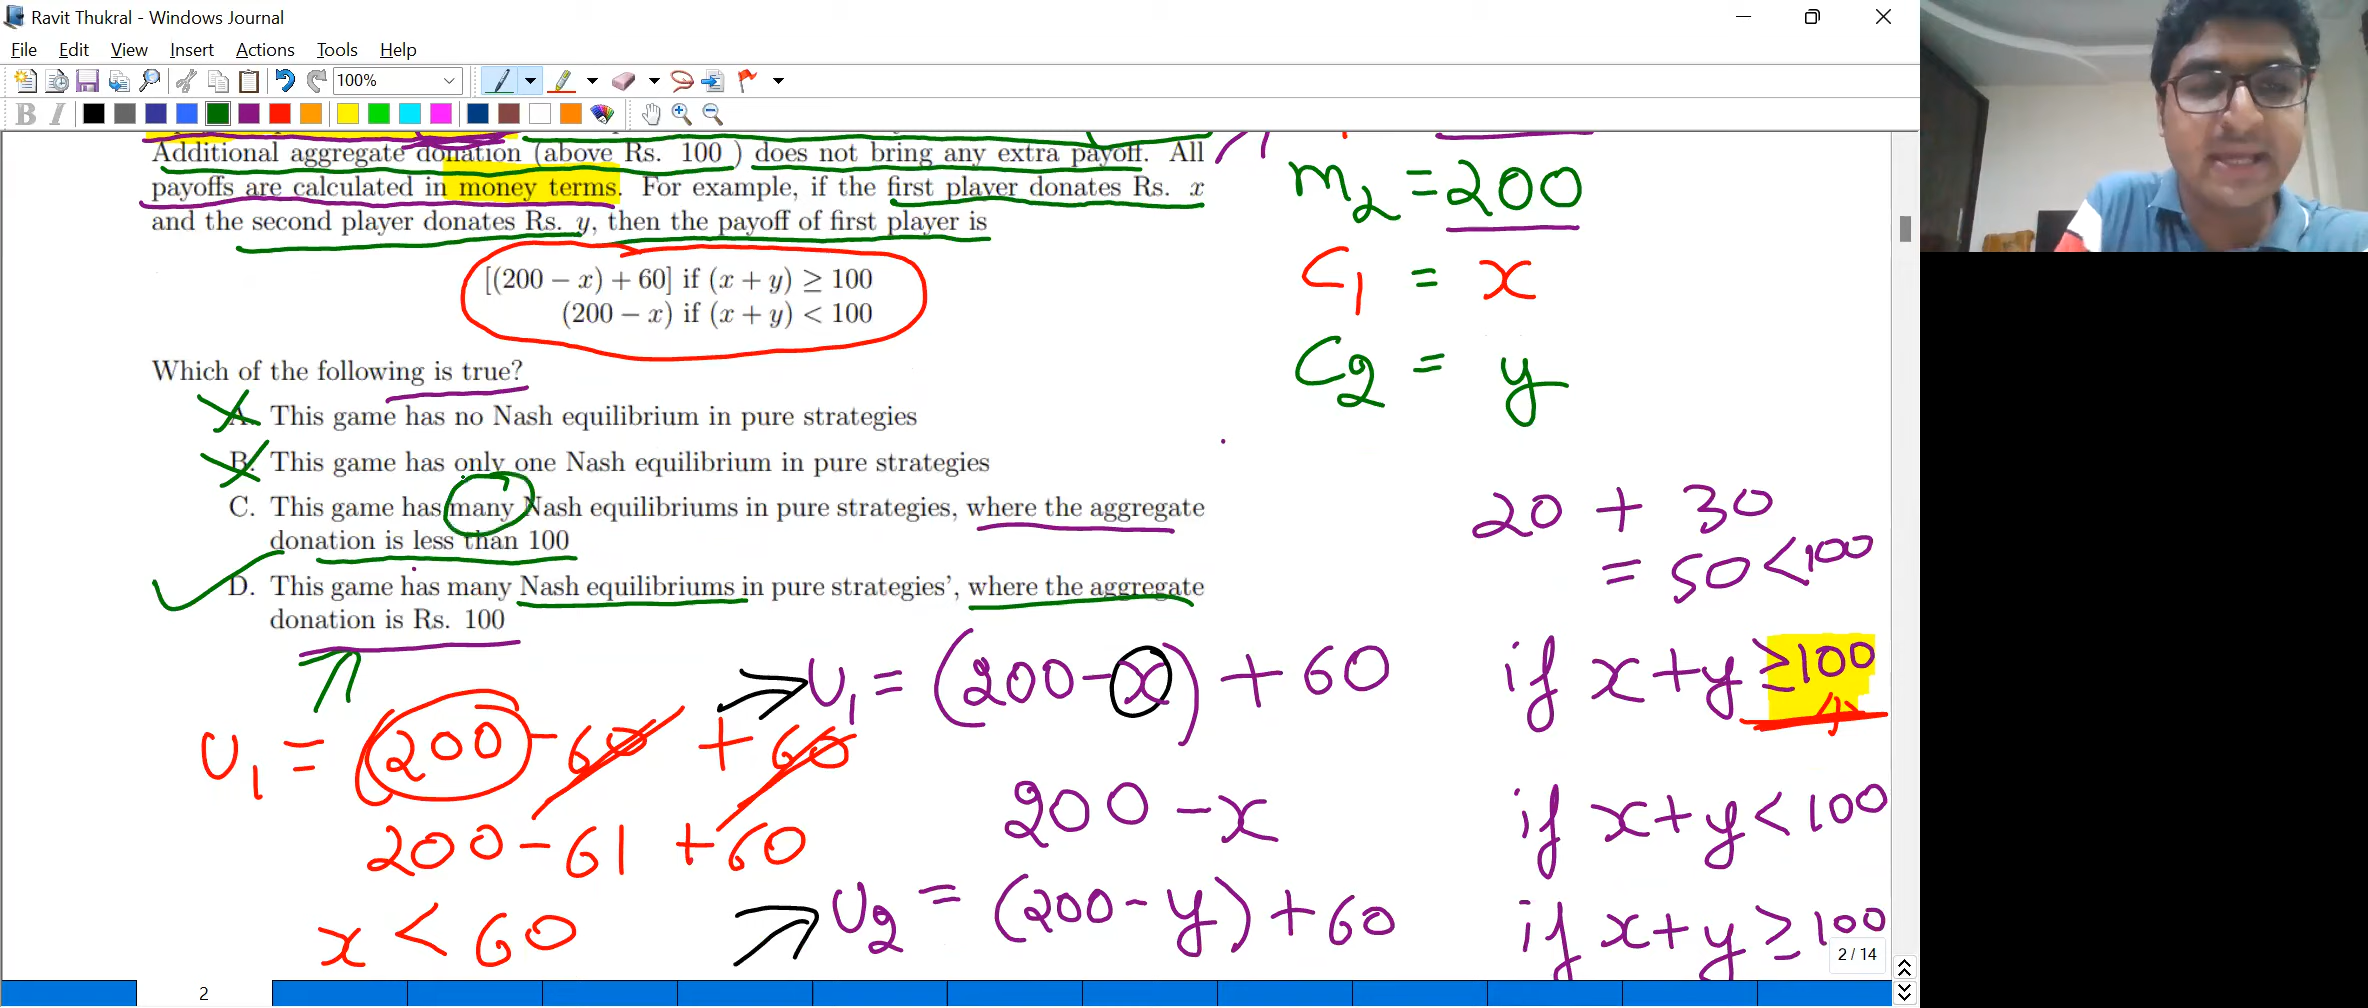 Ravit Thukral - Windows Journal
File Edit View Insert Actions Tools Help
100%
B I
Additional aggregate donation (above Rs. 100 ) does not bring any extra payoff. All
payoffs are calculated in money terms. For example, if the first player donates Rs. x
and the second player donates Rs. y, then the payoff of first player is
[(200 − x) + 60] if (x + y) ≥ 100
(200 − x) if (x + y) < 100
Which of the following is true?
A. This game has no Nash equilibrium in pure strategies
B. This game has only one Nash equilibrium in pure strategies
C. This game has many Nash equilibriums in pure strategies, where the aggregate
donation is less than 100
D. This game has many Nash equilibriums in pure strategies', where the aggregate
donation is Rs. 100
m2 = 200
C1 = x
C2 = y
20 + 30
= 50 < 100
U1 = (200 - x) + 60 if x + y ≥ 100
U1 = (200 - 60 + 60
200 - x if x + y < 100
200 - 61 + 60
U2 = (200 - y) + 60 if x + y ≥ 100
x < 60
2 / 14
2